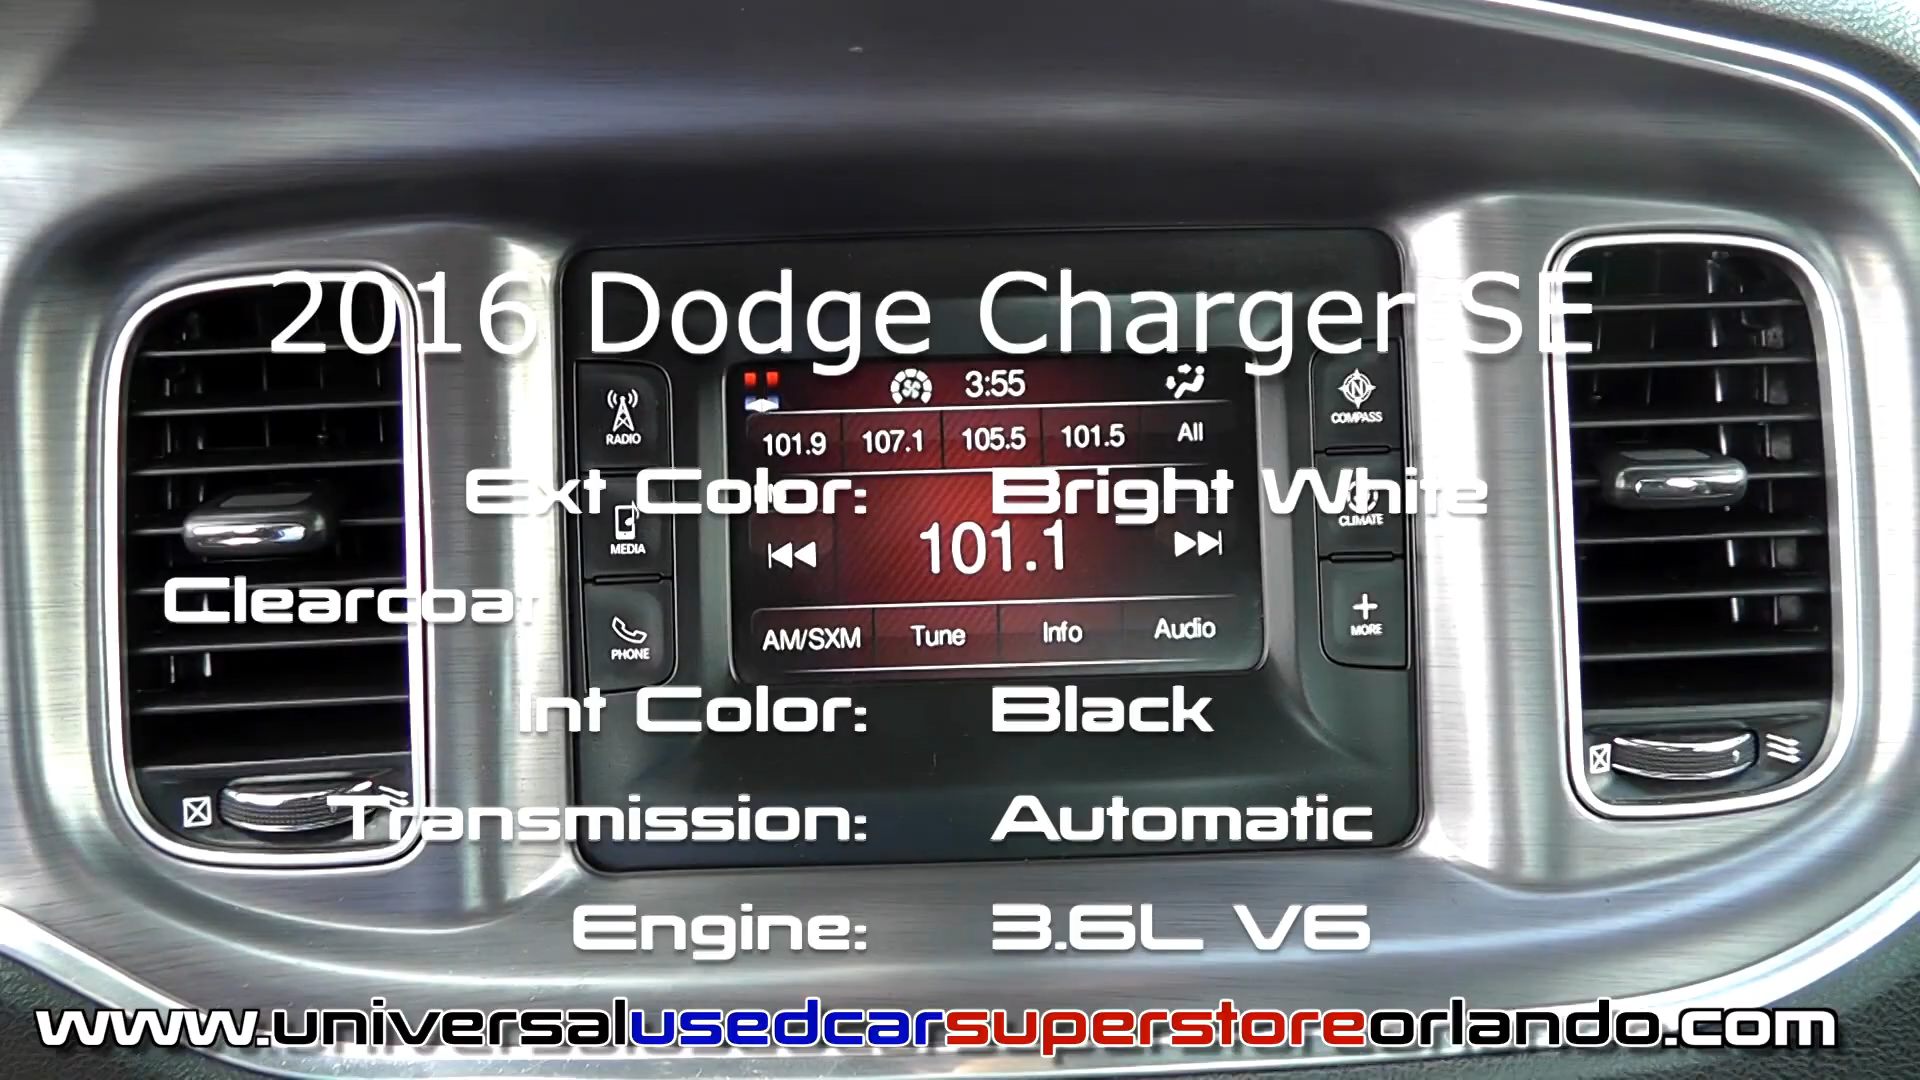 2016 Dodge Charger SE
3:55
RADIO
COMPASS
101.9 107.1 105.5 101.5 All
Ext Color: Bright White
MEDIA
101.1
CLIMATE
Clearcoat
PHONE
AM/SXM Tune Info Audio
MORE
Int Color: Black
Transmission: Automatic
Engine: 3.6L V6
www.universalusedcarsuperstoreorlando.com